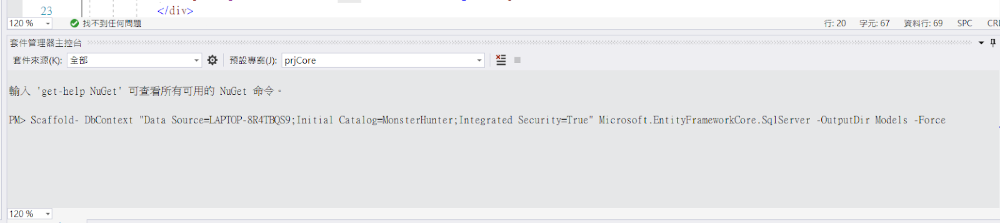 23 </div>
120 % 找不到任何問題 行: 20 字元: 67 資料行: 69 SPC
套件管理器主控台
套件來源(K): 全部 預設專案(J): prjCore
輸入 'get-help NuGet' 可查看所有可用的 NuGet 命令。
PM> Scaffold- DbContext "Data Source=LAPTOP-8R4TBQS9;Initial Catalog=MonsterHunter;Integrated Security=True" Microsoft.EntityFrameworkCore.SqlServer -OutputDir Models -Force
120 %